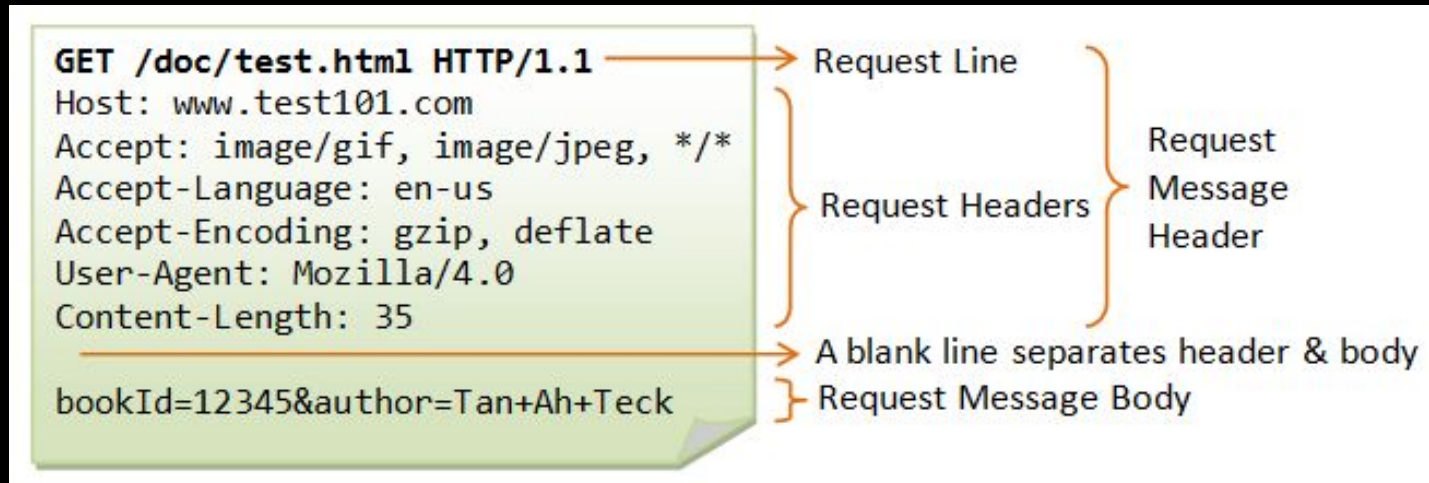 GET /doc/test.html HTTP/1.1
Host: www.test101.com
Accept: image/gif, image/jpeg, */*
Accept-Language: en-us
Accept-Encoding: gzip, deflate
User-Agent: Mozilla/4.0
Content-Length: 35
bookId=12345&author=Tan+Ah+Teck
Request Line
Request Headers
Request
Message
Header
A blank line separates header & body
Request Message Body